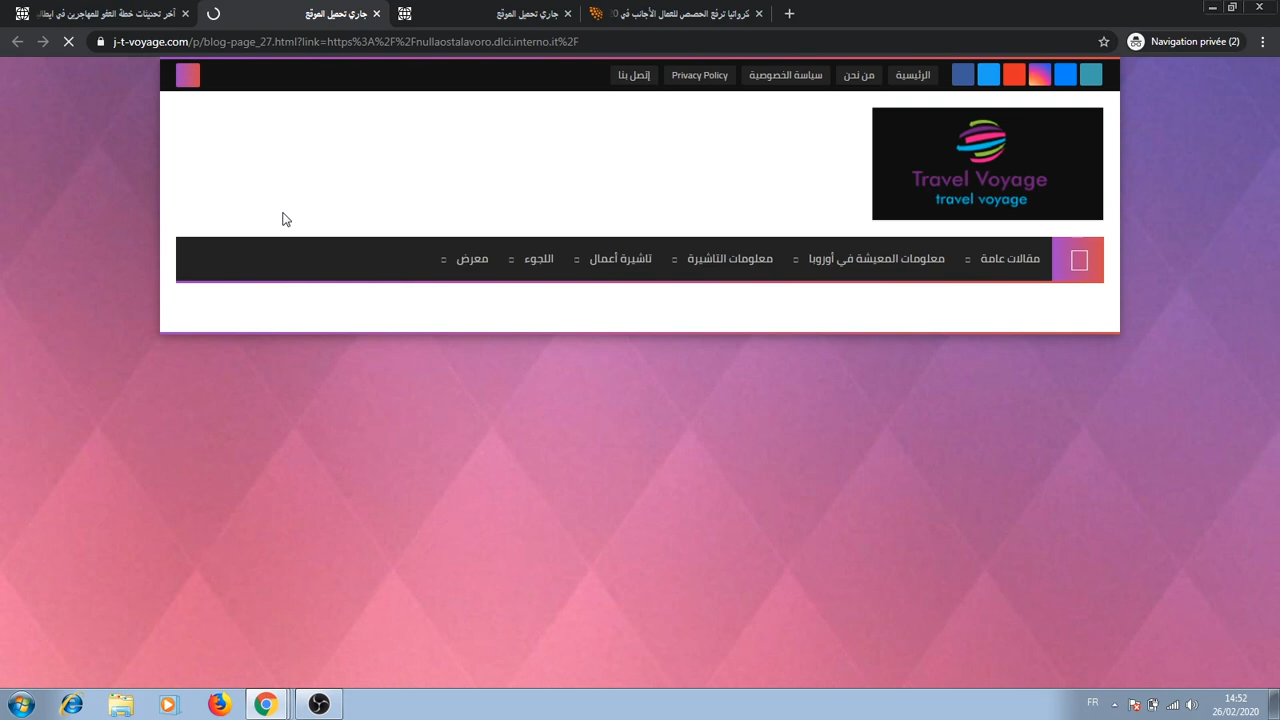 آخر تحديثات خطة العفو للمهاجرين في ايطالي
جاري تحميل الموقع
جاري تحميل الموقع
كرواتيا ترفع الحصص للعمال الأجانب في 20
Navigation privée (2)
j-t-voyage.com/p/blog-page_27.html?link=https%3A%2F%2Fnullaostalavoro.dlci.interno.it%2F
الرئيسية
من نحن
سياسة الخصوصية
Privacy Policy
إتصل بنا
Travel Voyage
travel voyage
مقالات عامة
معلومات المعيشة في أوروبا
معلومات التاشيرة
تاشيرة أعمال
اللجوء
معرض
FR
14:52
26/02/2020